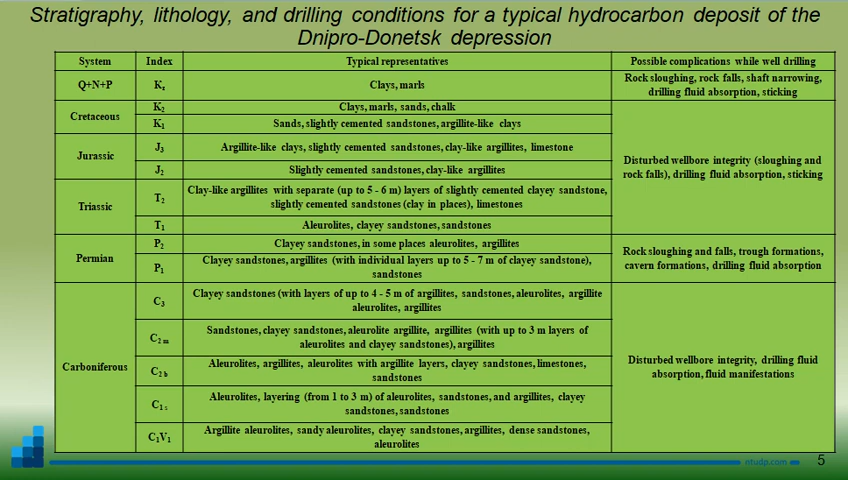 Stratigraphy, lithology, and drilling conditions for a typical hydrocarbon deposit of the
Dnipro-Donetsk depression
System Index Typical representatives Possible complications while well drilling
Q+N+P Kz Clays, marls Rock sloughing, rock falls, shaft narrowing,
drilling fluid absorption, sticking
Cretaceous K2 Clays, marls, sands, chalk
K1 Sands, slightly cemented sandstones, argillite-like clays
Jurassic J3 Argillite-like clays, slightly cemented sandstones, clay-like argillites, limestone
J2 Slightly cemented sandstones, clay-like argillites
Disturbed wellbore integrity (sloughing and
rock falls), drilling fluid absorption, sticking
Triassic T2 Clay-like argillites with separate (up to 5 - 6 m) layers of slightly cemented clayey sandstone,
slightly cemented sandstones (clay in places), limestones
T1 Aleurolites, clayey sandstones, sandstones
Permian P2 Clayey sandstones, in some places aleurolites, argillites
P1 Clayey sandstones, argillites (with individual layers up to 5 - 7 m of clayey sandstone),
sandstones
Rock sloughing and falls, trough formations,
cavern formations, drilling fluid absorption
Carboniferous C3 Clayey sandstones (with layers of up to 4 - 5 m of argillites, sandstones, aleurolites, argillite
aleurolites, argillites
C2 m Sandstones, clayey sandstones, aleurolite argillite, argillites (with up to 3 m layers of
aleurolites and clayey sandstones), argillites
C2 b Aleurolites, argillites, aleurolites with argillite layers, clayey sandstones, limestones,
sandstones
C1 s Aleurolites, layering (from 1 to 3 m) of aleurolites, sandstones, and argillites, clayey
sandstones, sandstones
C1V1 Argillite aleurolites, sandy aleurolites, clayey sandstones, argillites, dense sandstones,
aleurolites
Disturbed wellbore integrity, drilling fluid
absorption, fluid manifestations
ntudp.com 5